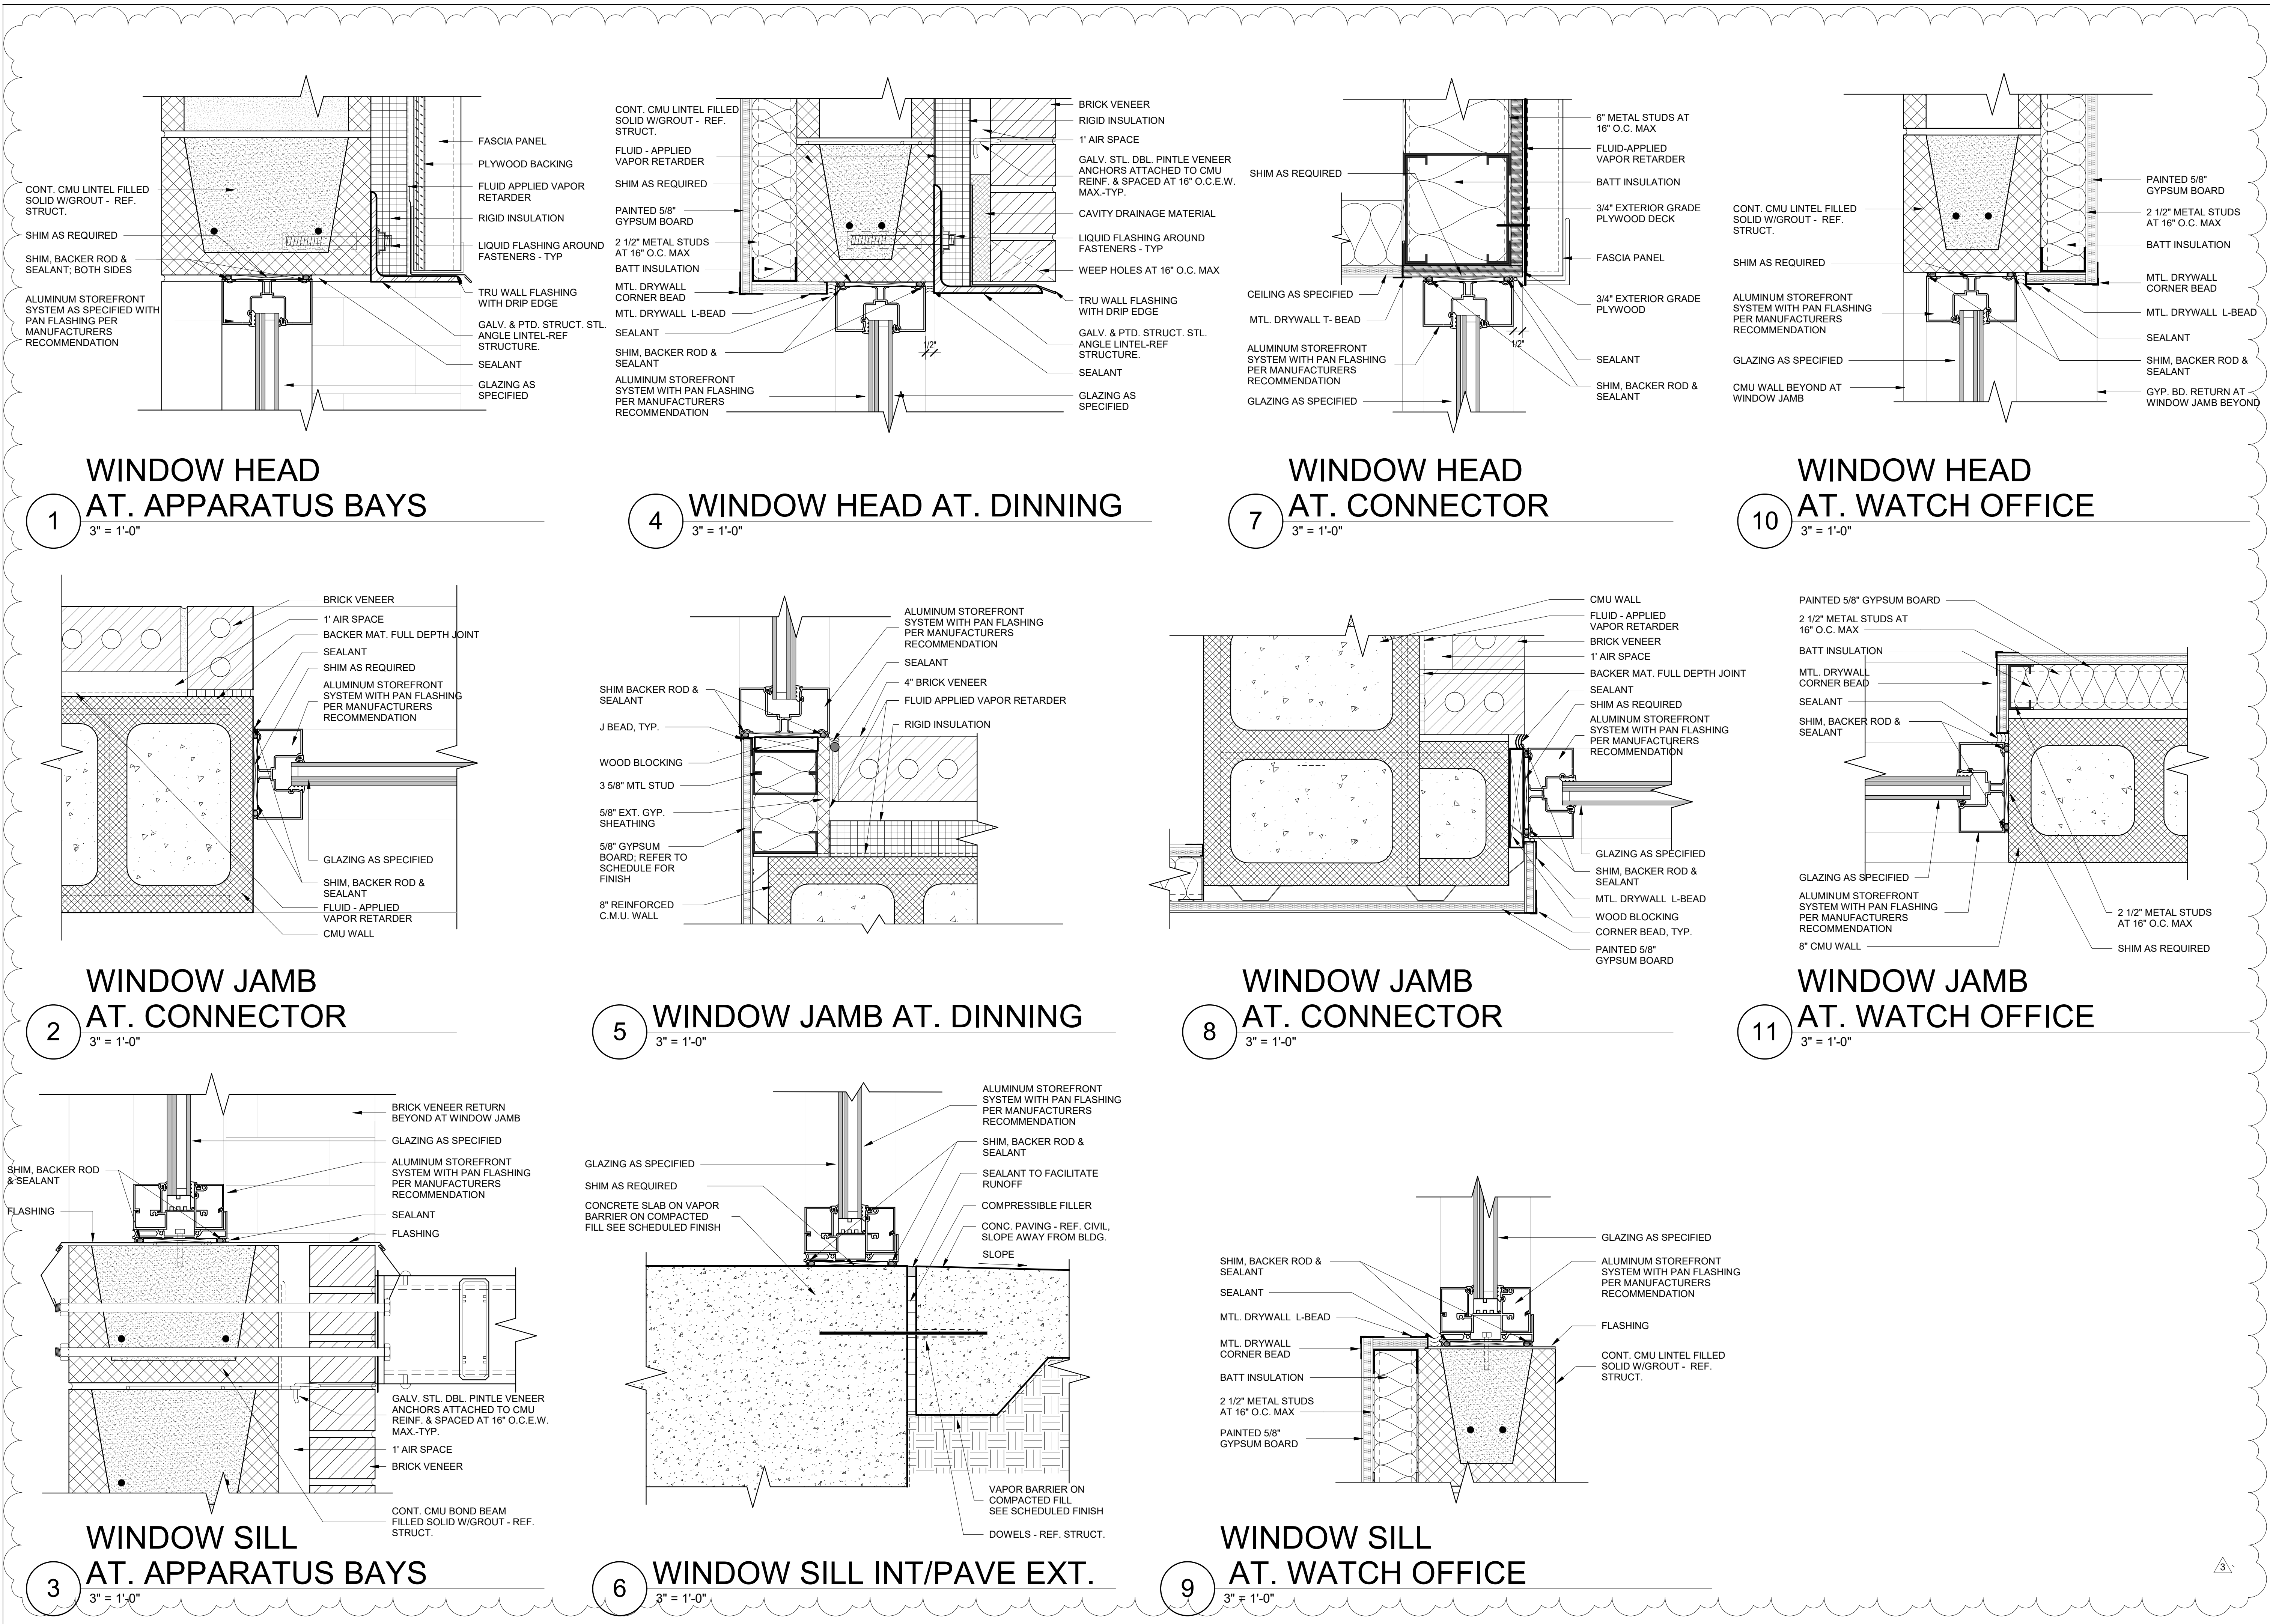 CONT. CMU LINTEL FILLED
SOLID W/GROUT - REF.
STRUCT.
SHIM AS REQUIRED
SHIM, BACKER ROD &
SEALANT; BOTH SIDES
ALUMINUM STOREFRONT
SYSTEM AS SPECIFIED WITH
PAN FLASHING PER
MANUFACTURERS
RECOMMENDATION
FASCIA PANEL
PLYWOOD BACKING
FLUID APPLIED VAPOR
RETARDER
RIGID INSULATION
LIQUID FLASHING AROUND
FASTENERS - TYP
TRU WALL FLASHING
WITH DRIP EDGE
GALV. & PTD. STRUCT. STL.
ANGLE LINTEL-REF
STRUCTURE.
SEALANT
GLAZING AS
SPECIFIED
1
WINDOW HEAD
AT. APPARATUS BAYS
3" = 1'-0"
CONT. CMU LINTEL FILLED
SOLID W/GROUT - REF.
STRUCT.
FLUID - APPLIED
VAPOR RETARDER
SHIM AS REQUIRED
PAINTED 5/8"
GYPSUM BOARD
2 1/2" METAL STUDS
AT 16" O.C. MAX
BATT INSULATION
MTL. DRYWALL
CORNER BEAD
MTL. DRYWALL L-BEAD
SEALANT
SHIM, BACKER ROD &
SEALANT
ALUMINUM STOREFRONT
SYSTEM WITH PAN FLASHING
PER MANUFACTURERS
RECOMMENDATION
1/2"
BRICK VENEER
RIGID INSULATION
1' AIR SPACE
GALV. STL. DBL. PINTLE VENEER
ANCHORS ATTACHED TO CMU
REINF. & SPACED AT 16" O.C.E.W.
MAX.-TYP.
CAVITY DRAINAGE MATERIAL
LIQUID FLASHING AROUND
FASTENERS - TYP
WEEP HOLES AT 16" O.C. MAX
TRU WALL FLASHING
WITH DRIP EDGE
GALV. & PTD. STRUCT. STL.
ANGLE LINTEL-REF
STRUCTURE.
SEALANT
GLAZING AS
SPECIFIED
4
WINDOW HEAD AT. DINNING
3" = 1'-0"
SHIM AS REQUIRED
CEILING AS SPECIFIED
MTL. DRYWALL T- BEAD
ALUMINUM STOREFRONT
SYSTEM WITH PAN FLASHING
PER MANUFACTURERS
RECOMMENDATION
GLAZING AS SPECIFIED
1/2"
6" METAL STUDS AT
16" O.C. MAX
FLUID-APPLIED
VAPOR RETARDER
BATT INSULATION
3/4" EXTERIOR GRADE
PLYWOOD DECK
FASCIA PANEL
3/4" EXTERIOR GRADE
PLYWOOD
SEALANT
SHIM, BACKER ROD &
SEALANT
7
WINDOW HEAD
AT. CONNECTOR
3" = 1'-0"
CONT. CMU LINTEL FILLED
SOLID W/GROUT - REF.
STRUCT.
SHIM AS REQUIRED
ALUMINUM STOREFRONT
SYSTEM WITH PAN FLASHING
PER MANUFACTURERS
RECOMMENDATION
GLAZING AS SPECIFIED
CMU WALL BEYOND AT
WINDOW JAMB
PAINTED 5/8"
GYPSUM BOARD
2 1/2" METAL STUDS
AT 16" O.C. MAX
BATT INSULATION
MTL. DRYWALL
CORNER BEAD
MTL. DRYWALL L-BEAD
SEALANT
SHIM, BACKER ROD &
SEALANT
GYP. BD. RETURN AT
WINDOW JAMB BEYOND
10
WINDOW HEAD
AT. WATCH OFFICE
3" = 1'-0"
BRICK VENEER
1' AIR SPACE
BACKER MAT. FULL DEPTH JOINT
SEALANT
SHIM AS REQUIRED
ALUMINUM STOREFRONT
SYSTEM WITH PAN FLASHING
PER MANUFACTURERS
RECOMMENDATION
GLAZING AS SPECIFIED
SHIM, BACKER ROD &
SEALANT
FLUID - APPLIED
VAPOR RETARDER
CMU WALL
2
WINDOW JAMB
AT. CONNECTOR
3" = 1'-0"
SHIM BACKER ROD &
SEALANT
J BEAD, TYP.
WOOD BLOCKING
3 5/8" MTL STUD
5/8" EXT. GYP.
SHEATHING
5/8" GYPSUM
BOARD; REFER TO
SCHEDULE FOR
FINISH
8" REINFORCED
C.M.U. WALL
ALUMINUM STOREFRONT
SYSTEM WITH PAN FLASHING
PER MANUFACTURERS
RECOMMENDATION
SEALANT
4" BRICK VENEER
FLUID APPLIED VAPOR RETARDER
RIGID INSULATION
5
WINDOW JAMB AT. DINNING
3" = 1'-0"
CMU WALL
FLUID - APPLIED
VAPOR RETARDER
BRICK VENEER
1' AIR SPACE
BACKER MAT. FULL DEPTH JOINT
SEALANT
SHIM AS REQUIRED
ALUMINUM STOREFRONT
SYSTEM WITH PAN FLASHING
PER MANUFACTURERS
RECOMMENDATION
GLAZING AS SPECIFIED
SHIM, BACKER ROD &
SEALANT
MTL. DRYWALL L-BEAD
WOOD BLOCKING
CORNER BEAD, TYP.
PAINTED 5/8"
GYPSUM BOARD
8
WINDOW JAMB
AT. CONNECTOR
3" = 1'-0"
PAINTED 5/8" GYPSUM BOARD
2 1/2" METAL STUDS AT
16" O.C. MAX
BATT INSULATION
MTL. DRYWALL
CORNER BEAD
SEALANT
SHIM, BACKER ROD &
SEALANT
GLAZING AS SPECIFIED
ALUMINUM STOREFRONT
SYSTEM WITH PAN FLASHING
PER MANUFACTURERS
RECOMMENDATION
8" CMU WALL
2 1/2" METAL STUDS
AT 16" O.C. MAX
SHIM AS REQUIRED
11
WINDOW JAMB
AT. WATCH OFFICE
3" = 1'-0"
SHIM, BACKER ROD
& SEALANT
FLASHING
BRICK VENEER RETURN
BEYOND AT WINDOW JAMB
GLAZING AS SPECIFIED
ALUMINUM STOREFRONT
SYSTEM WITH PAN FLASHING
PER MANUFACTURERS
RECOMMENDATION
SEALANT
FLASHING
GALV. STL. DBL. PINTLE VENEER
ANCHORS ATTACHED TO CMU
REINF. & SPACED AT 16" O.C.E.W.
MAX.-TYP.
1' AIR SPACE
BRICK VENEER
CONT. CMU BOND BEAM
FILLED SOLID W/GROUT - REF.
STRUCT.
3
WINDOW SILL
AT. APPARATUS BAYS
3" = 1'-0"
GLAZING AS SPECIFIED
SHIM AS REQUIRED
CONCRETE SLAB ON VAPOR
BARRIER ON COMPACTED
FILL SEE SCHEDULED FINISH
ALUMINUM STOREFRONT
SYSTEM WITH PAN FLASHING
PER MANUFACTURERS
RECOMMENDATION
SHIM, BACKER ROD &
SEALANT
SEALANT TO FACILITATE
RUNOFF
COMPRESSIBLE FILLER
CONC. PAVING - REF. CIVIL,
SLOPE AWAY FROM BLDG.
SLOPE
VAPOR BARRIER ON
COMPACTED FILL
SEE SCHEDULED FINISH
DOWELS - REF. STRUCT.
6
WINDOW SILL INT/PAVE EXT.
3" = 1'-0"
SHIM, BACKER ROD &
SEALANT
SEALANT
MTL. DRYWALL L-BEAD
MTL. DRYWALL
CORNER BEAD
BATT INSULATION
2 1/2" METAL STUDS
AT 16" O.C. MAX
PAINTED 5/8"
GYPSUM BOARD
GLAZING AS SPECIFIED
ALUMINUM STOREFRONT
SYSTEM WITH PAN FLASHING
PER MANUFACTURERS
RECOMMENDATION
FLASHING
CONT. CMU LINTEL FILLED
SOLID W/GROUT - REF.
STRUCT.
9
WINDOW SILL
AT. WATCH OFFICE
3" = 1'-0"
3